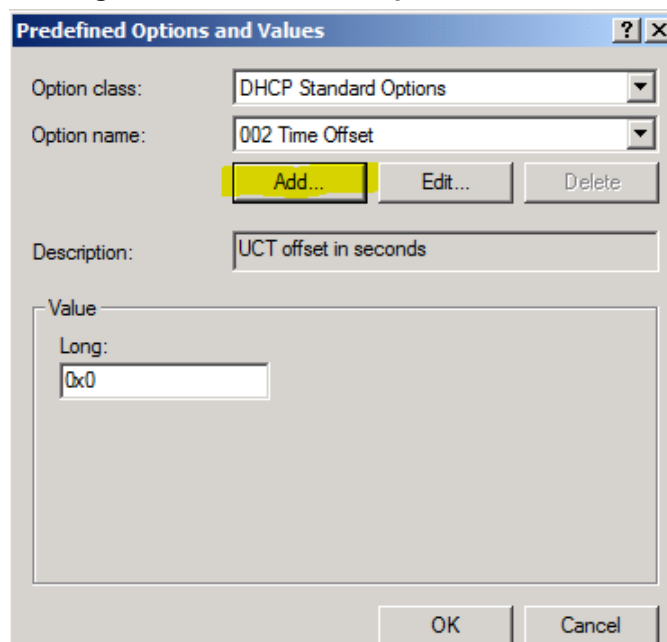 Predefined Options and Values ? X
Option class: DHCP Standard Options
Option name: 002 Time Offset
Add... Edit... Delete
Description: UCT offset in seconds
Value
Long:
0x0
OK Cancel